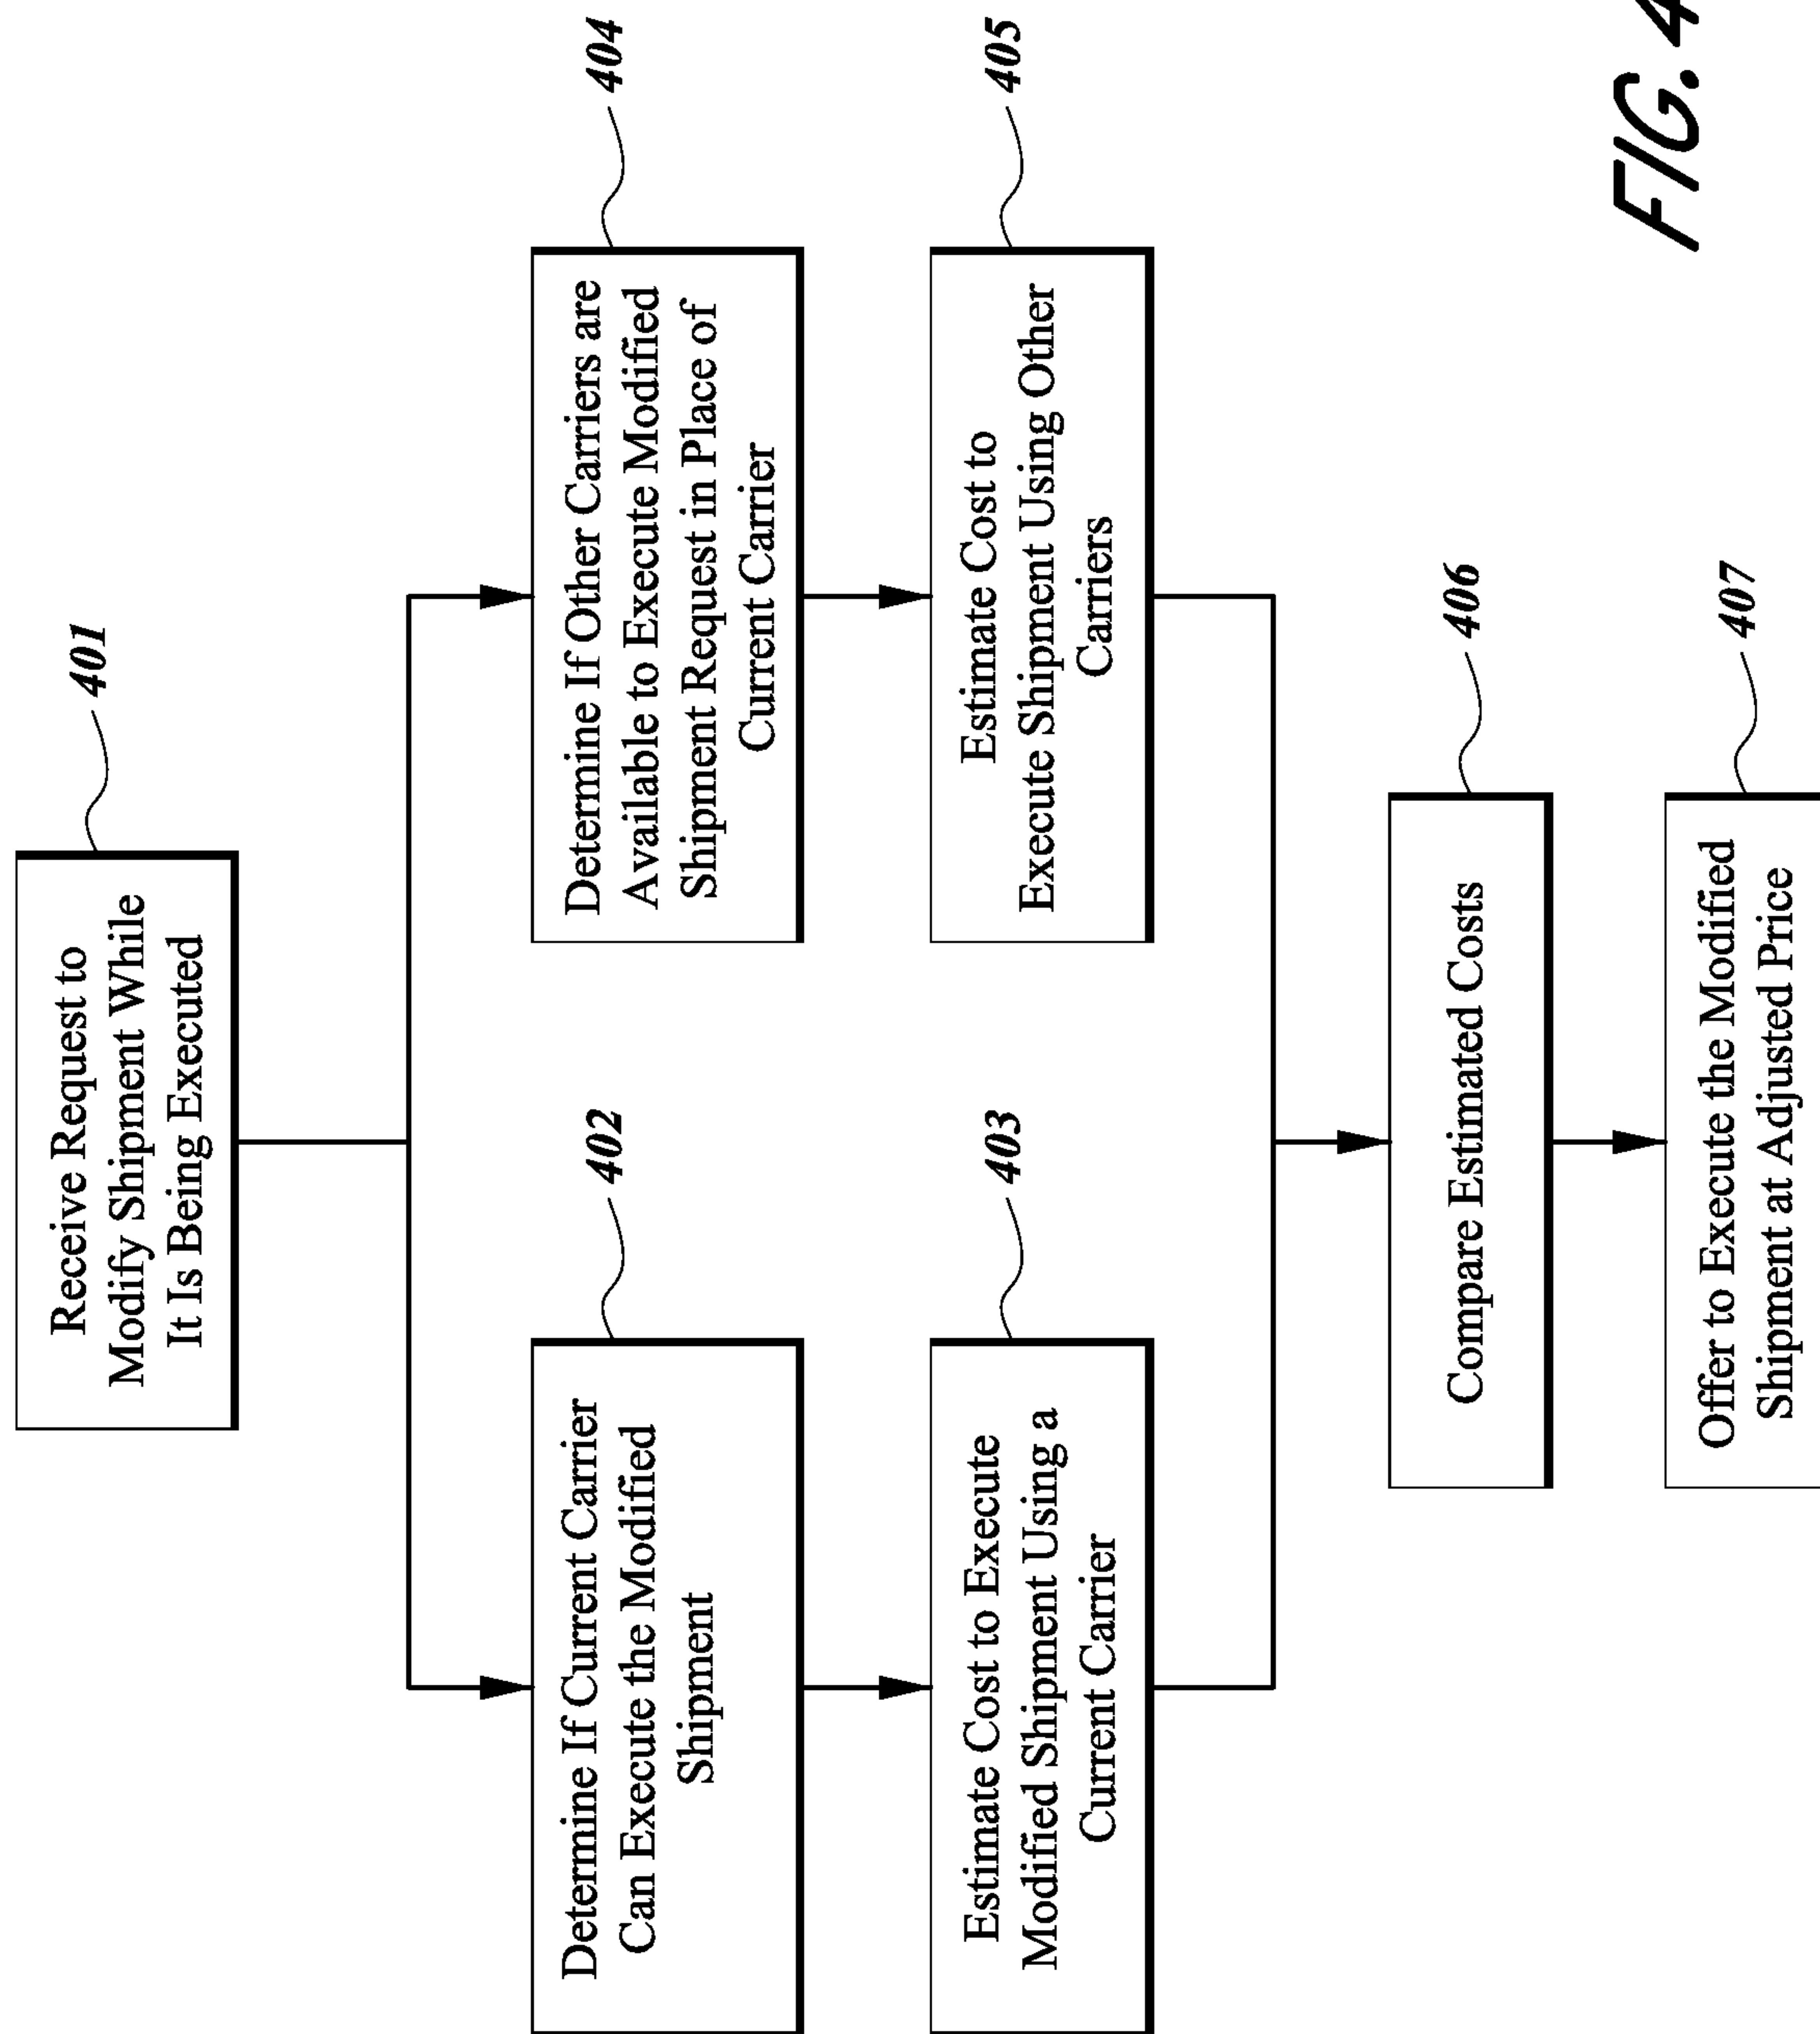 401
Receive Request to
Modify Shipment While
It Is Being Executed
402
Determine If Current Carrier
Can Execute the Modified
Shipment
404
Determine If Other Carriers are
Available to Execute Modified
Shipment Request in Place of
Current Carrier
403
Estimate Cost to Execute
Modified Shipment Using a
Current Carrier
405
Estimate Cost to
Execute Shipment Using Other
Carriers
406
Compare Estimated Costs
407
Offer to Execute the Modified
Shipment at Adjusted Price
FIG. 4